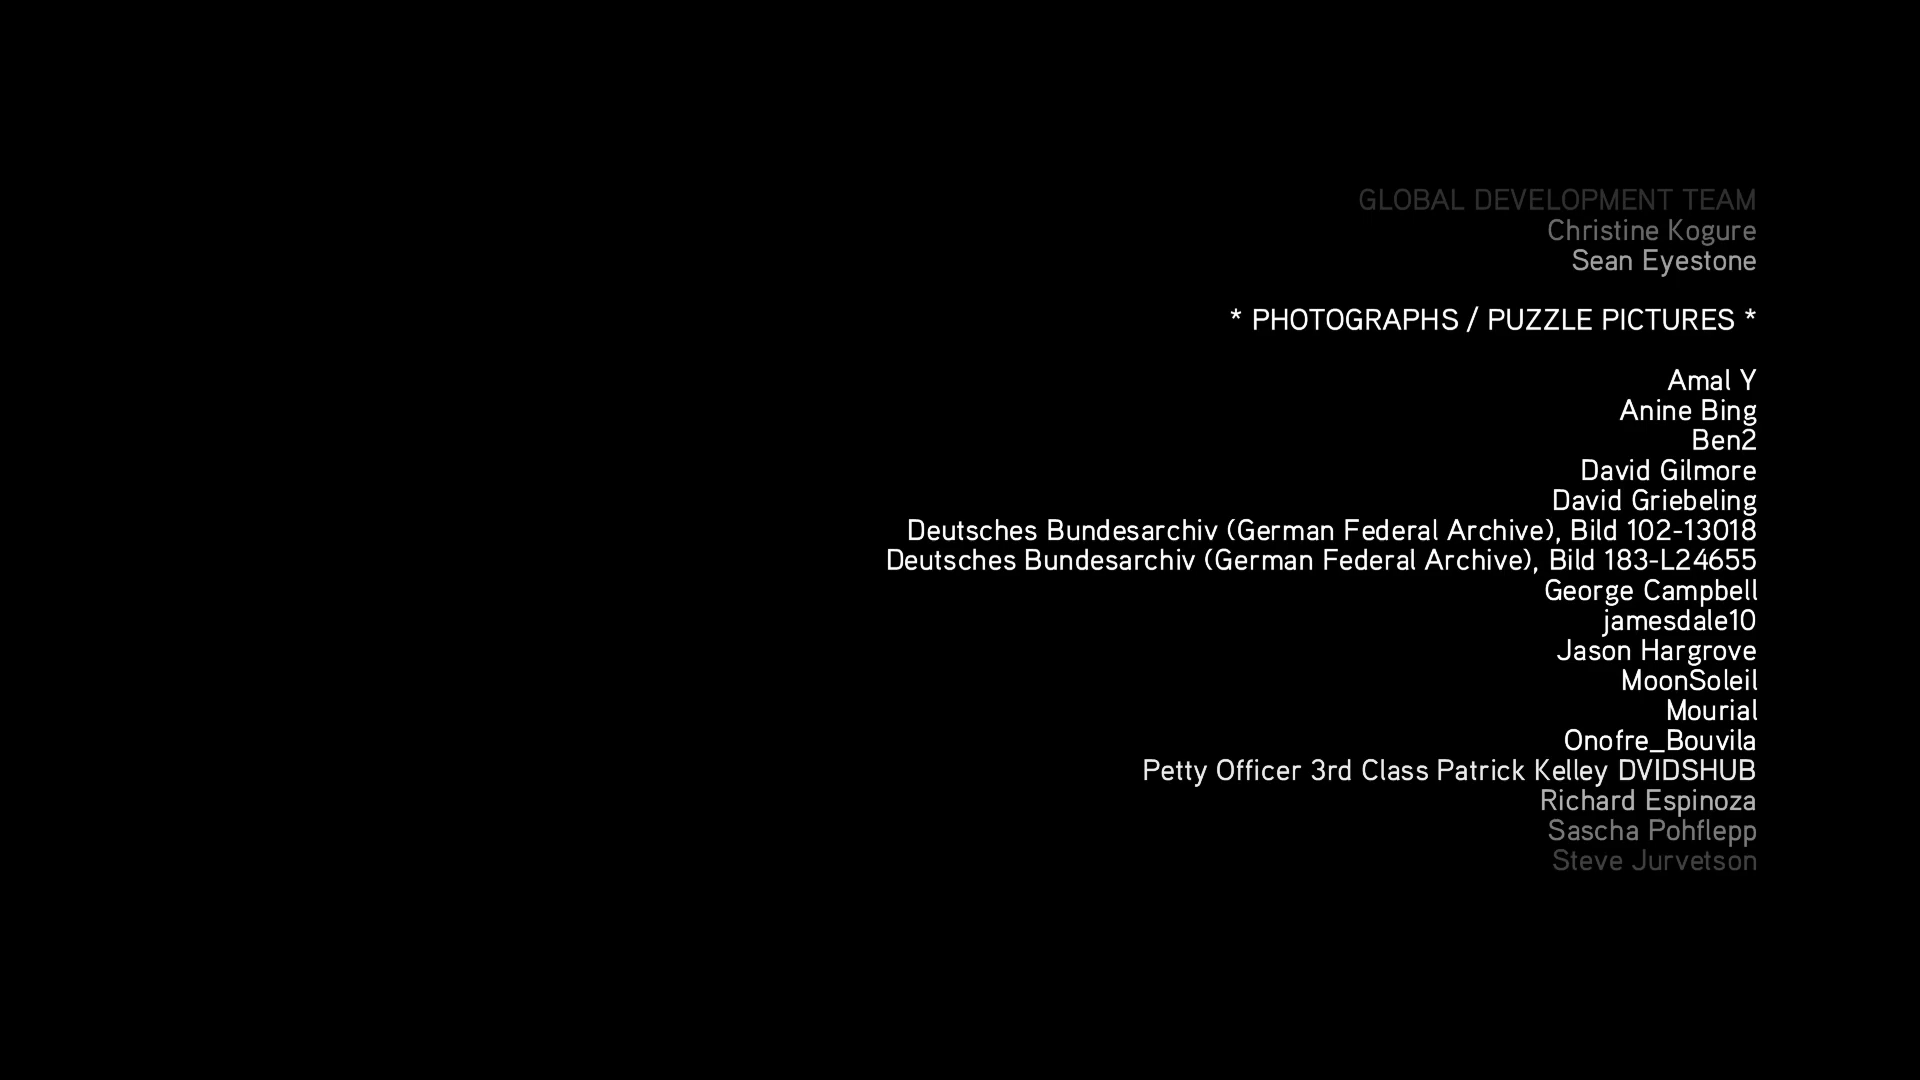 GLOBAL DEVELOPMENT TEAM
Christine Kogure
Sean Eyestone
* PHOTOGRAPHS / PUZZLE PICTURES *
Amal Y
Anine Bing
Ben2
David Gilmore
David Griebeling
Deutsches Bundesarchiv (German Federal Archive), Bild 102-13018
Deutsches Bundesarchiv (German Federal Archive), Bild 183-L24655
George Campbell
jamesdale10
Jason Hargrove
MoonSoleil
Mourial
Onofre_Bouvila
Petty Officer 3rd Class Patrick Kelley DVIDSHUB
Richard Espinoza
Sascha Pohflepp
Steve Jurvetson